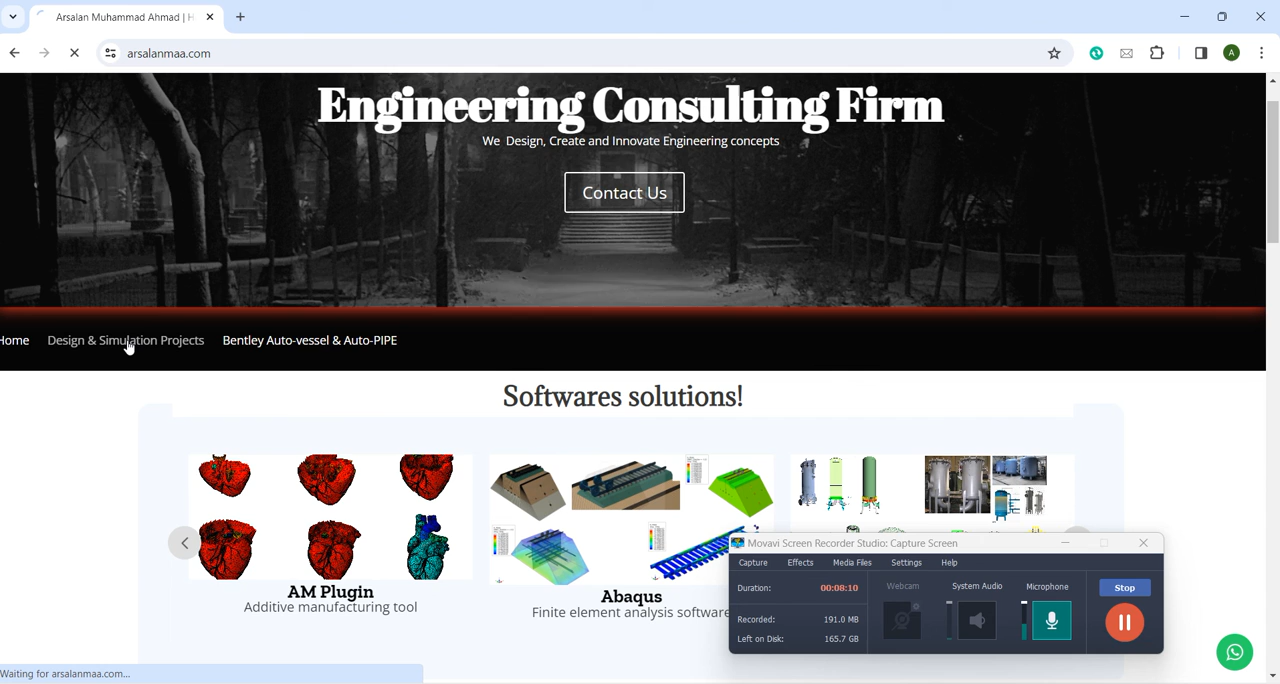 Arsalan Muhammad Ahmad | H
arsalanmaa.com
A
Engineering Consulting Firm
We Design, Create and Innovate Engineering concepts
Contact Us
Home Design & Simulation Projects Bentley Auto-vessel & Auto-PIPE
Softwares solutions!
AM Plugin
Additive manufacturing tool
Abaqus
Finite element analysis software
Movavi Screen Recorder Studio: Capture Screen
Capture Effects Media Files Settings Help
Duration: 00:08:10
Recorded: 191.0 MB
Left on Disk: 165.7 GB
Webcam System Audio Microphone
Stop
Waiting for arsalanmaa.com...